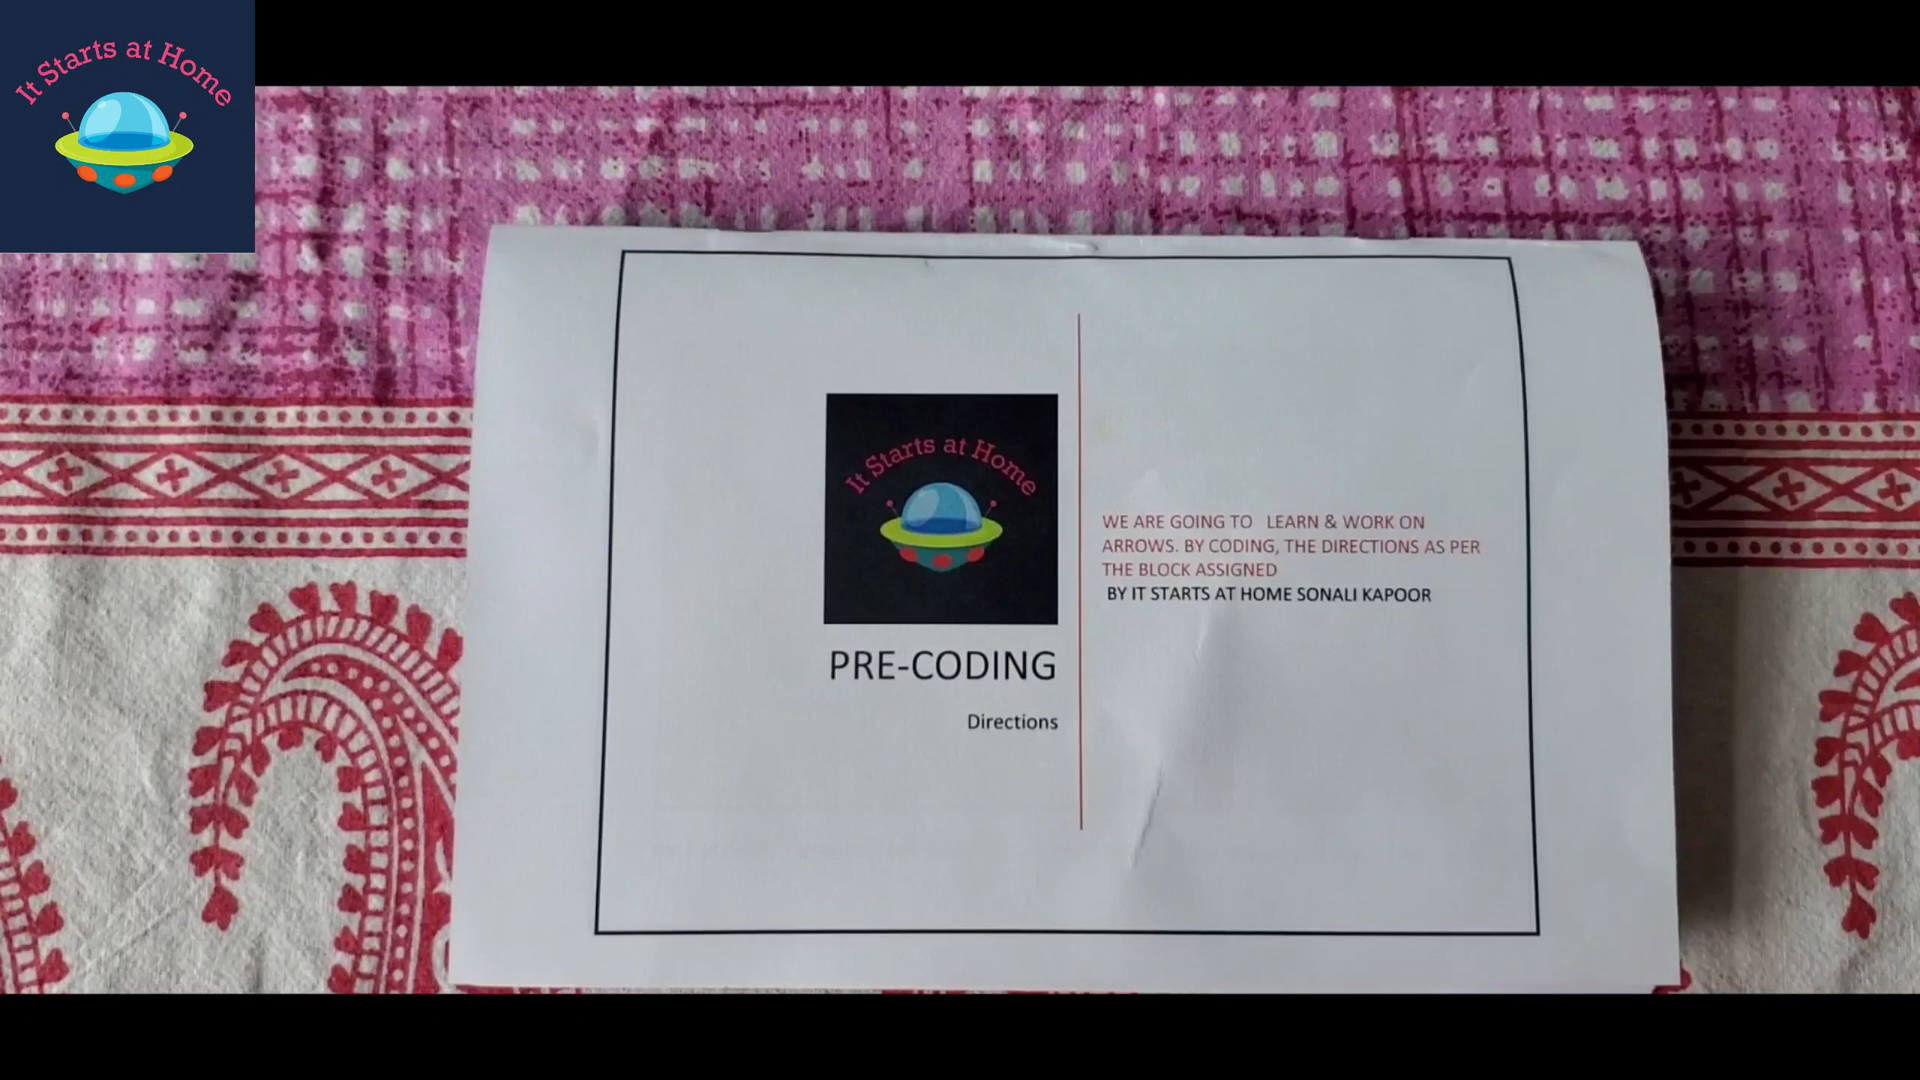 It Starts at Home
It Starts at Home
PRE-CODING
Directions
WE ARE GOING TO LEARN & WORK ON
ARROWS. BY CODING, THE DIRECTIONS AS PER
THE BLOCK ASSIGNED
BY IT STARTS AT HOME SONALI KAPOOR